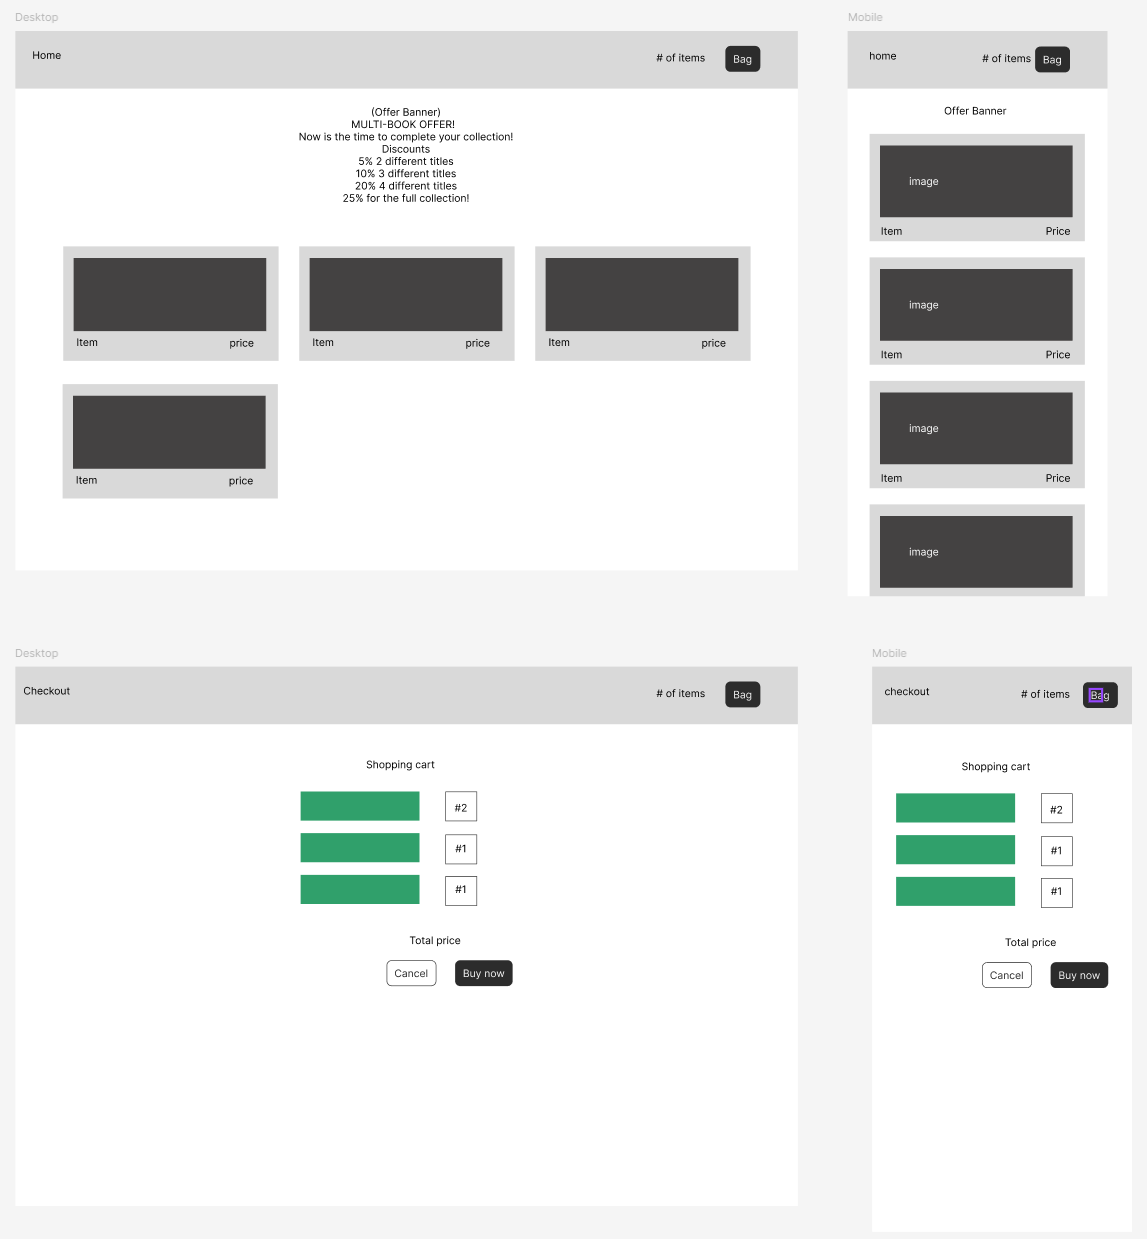 Desktop
Home
# of items
Bag
(Offer Banner)
MULTI-BOOK OFFER!
Now is the time to complete your collection!
Discounts
5% 2 different titles
10% 3 different titles
20% 4 different titles
25% for the full collection!
Item
price
Item
price
Item
price
Item
price
Mobile
home
# of items
Bag
Offer Banner
image
Item
Price
image
Item
Price
image
Item
Price
image
Desktop
Checkout
# of items
Bag
Shopping cart
#2
#1
#1
Total price
Cancel
Buy now
Mobile
checkout
# of items
Bag
Shopping cart
#2
#1
#1
Total price
Cancel
Buy now